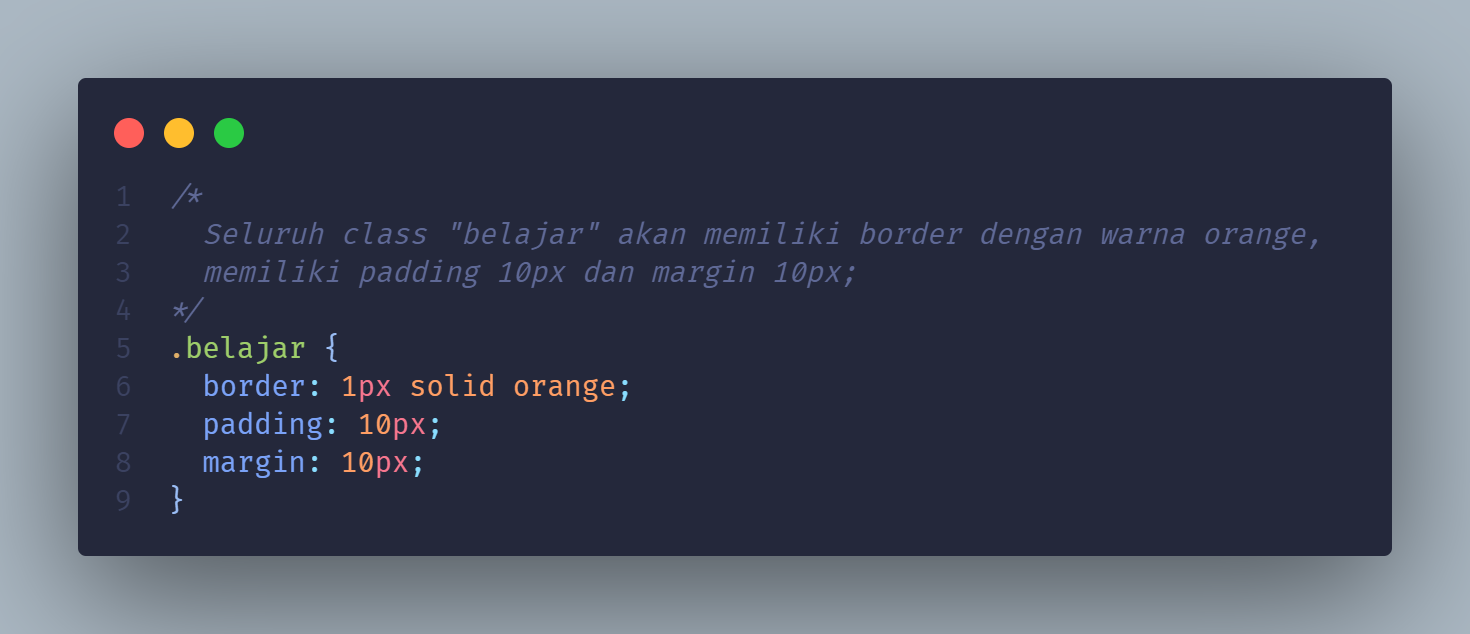 1 /*
2   Seluruh class "belajar" akan memiliki border dengan warna orange,
3   memiliki padding 10px dan margin 10px;
4 */
5 .belajar {
6   border: 1px solid orange;
7   padding: 10px;
8   margin: 10px;
9 }